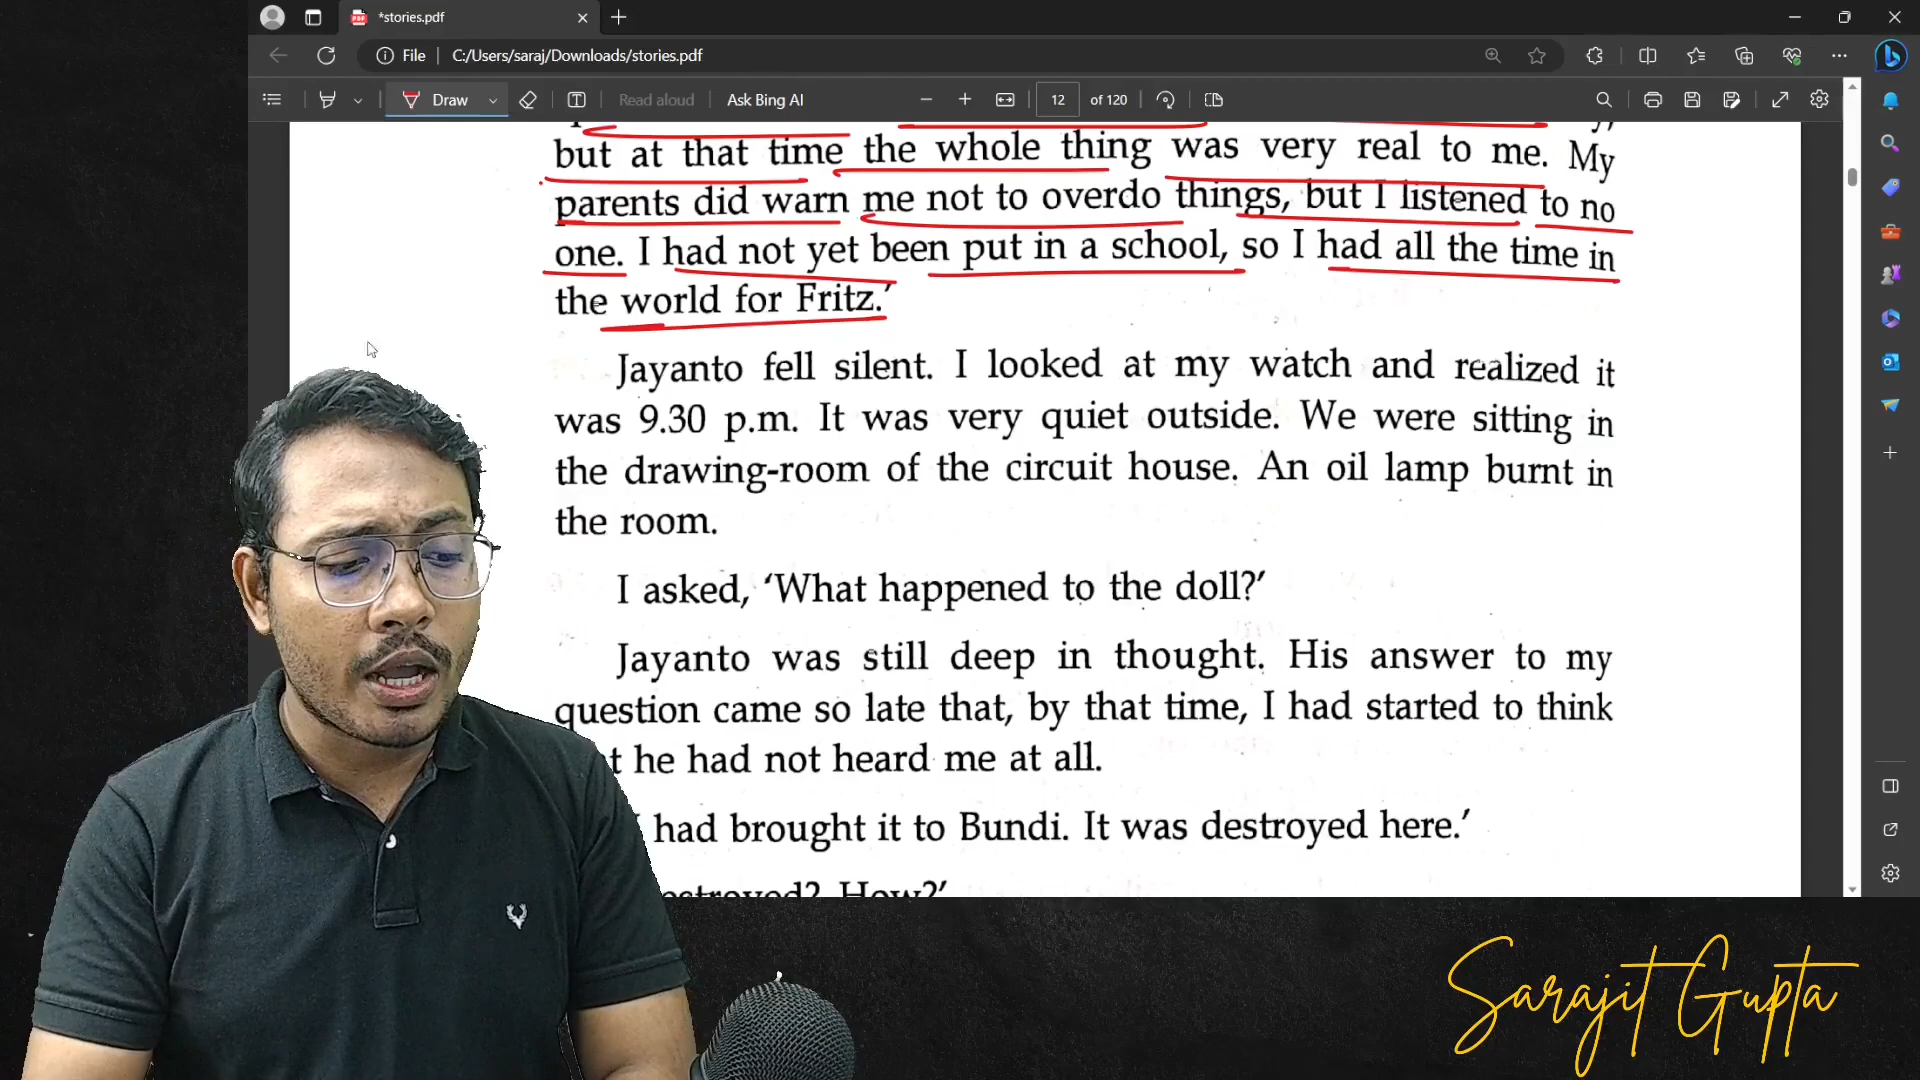 *stories.pdf
File C:/Users/saraj/Downloads/stories.pdf
Draw Read aloud Ask Bing AI 12 of 120
but at that time the whole thing was very real to me. My
parents did warn me not to overdo things, but I listened to no
one. I had not yet been put in a school, so I had all the time in
the world for Fritz.’
Jayanto fell silent. I looked at my watch and realized it
was 9.30 p.m. It was very quiet outside. We were sitting in
the drawing-room of the circuit house. An oil lamp burnt in
the room.
I asked, ‘What happened to the doll?’
Jayanto was still deep in thought. His answer to my
question came so late that, by that time, I had started to think
he had not heard me at all.
had brought it to Bundi. It was destroyed here.’
How?’
Sarajit Gupta